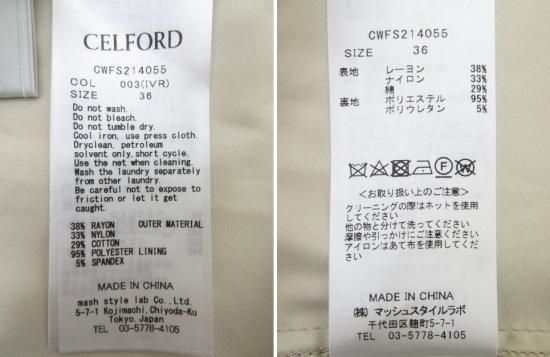 CELFORD
CWFS214055
COL 003(IVR)
SIZE 36
Do not wash.
Do not bleach.
Do not tumble dry.
Cool iron, use press cloth.
Dryclean, petroleum
solvent only,short cycle.
Use the net when cleaning.
Wash the laundry separately
from other laundry.
Be careful not to expose to
friction or let it get
caught.
38% RAYON OUTER MATERIAL
33% NYLON
29% COTTON
95% POLYESTER LINING
5% SPANDEX
MADE IN CHINA
mash style lab Co.,Ltd.
5-7-1 Kojimachi,Chiyoda-Ku
Tokyo,Japan
TEL 03-5778-4105
CWFS214055
SIZE 36
表地 レーヨン 38%
ナイロン 33%
綿 29%
裏地 ポリエステル 95%
ポリウレタン 5%
<お取り扱い上のご注意>
クリーニングの際はネットを使用
してください
他の物と分けて洗ってください
摩擦や引っかけにご注意ください
アイロンはあて布を使用してくだ
さい
MADE IN CHINA
(株) マッシュスタイルラボ
千代田区麹町5-7-1
TEL 03-5778-4105